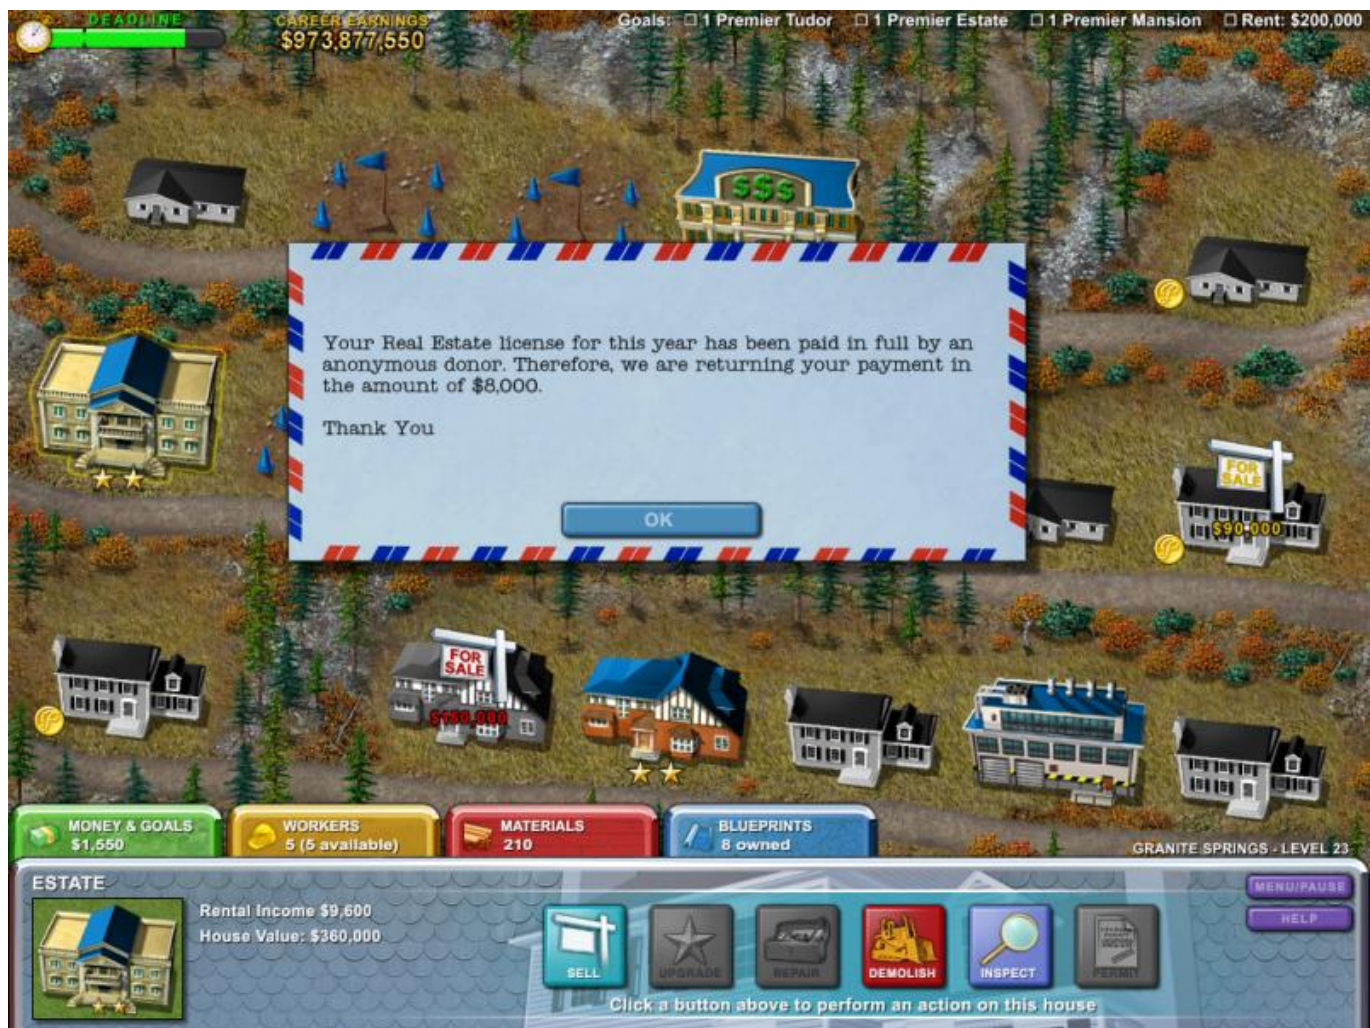 DEADLINE
CAREER EARNINGS
$973,877,550
Goals: 1 Premier Tudor 1 Premier Estate 1 Premier Mansion Rent: $200,000
$$$
Your Real Estate license for this year has been paid in full by an
anonymous donor. Therefore, we are returning your payment in
the amount of $8,000.
Thank You
OK
FOR
SALE
$90,000
FOR
SALE
MONEY & GOALS
$1,550
WORKERS
5 (5 available)
MATERIALS
210
BLUEPRINTS
8 owned
GRANITE SPRINGS - LEVEL 23
ESTATE
Rental Income $9,600
House Value: $360,000
SELL
UPGRADE
REPAIR
DEMOLISH
INSPECT
PERMIT
Click a button above to perform an action on this house
MENU/PAUSE
HELP